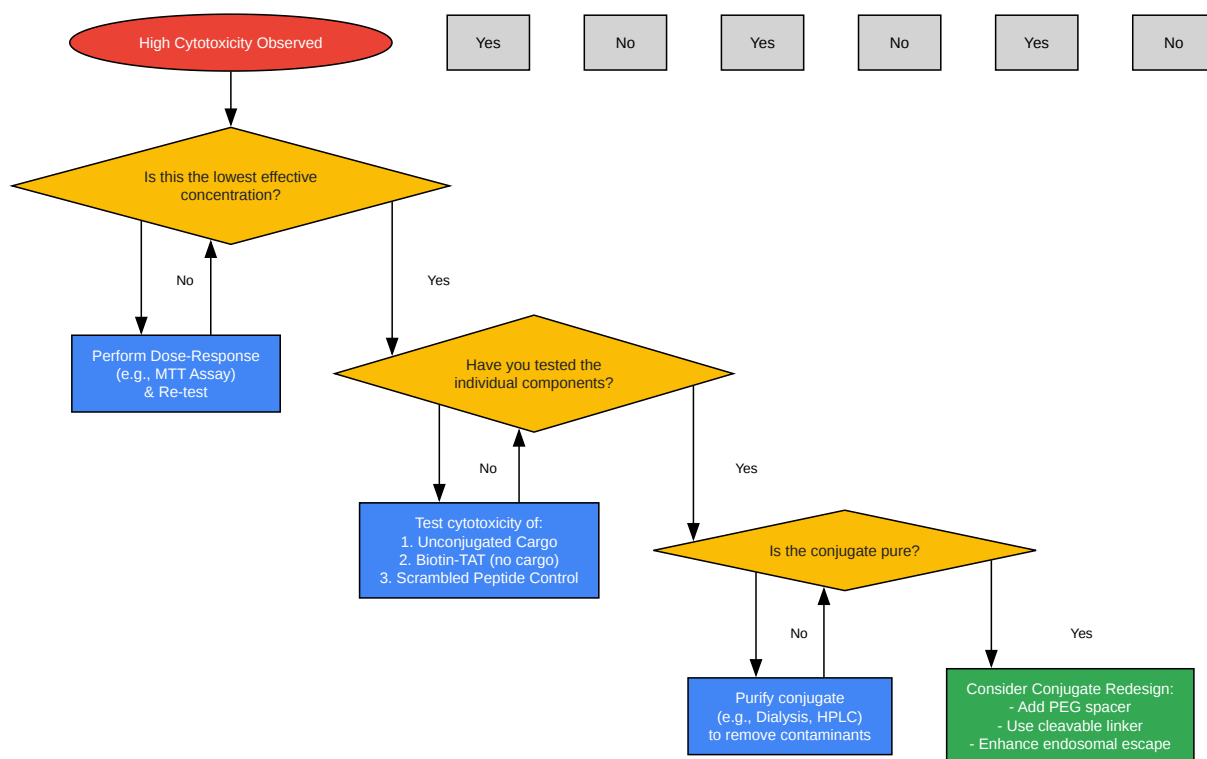 High Cytotoxicity Observed
Yes
No
Yes
No
Yes
No
Is this the lowest effective
concentration?
No
Yes
Perform Dose-Response
(e.g., MTT Assay)
& Re-test
Have you tested the
individual components?
No
Yes
Test cytotoxicity of:
1. Unconjugated Cargo
2. Biotin-TAT (no cargo)
3. Scrambled Peptide Control
Is the conjugate pure?
No
Yes
Purify conjugate
(e.g., Dialysis, HPLC)
to remove contaminants
Consider Conjugate Redesign:
- Add PEG spacer
- Use cleavable linker
- Enhance endosomal escape